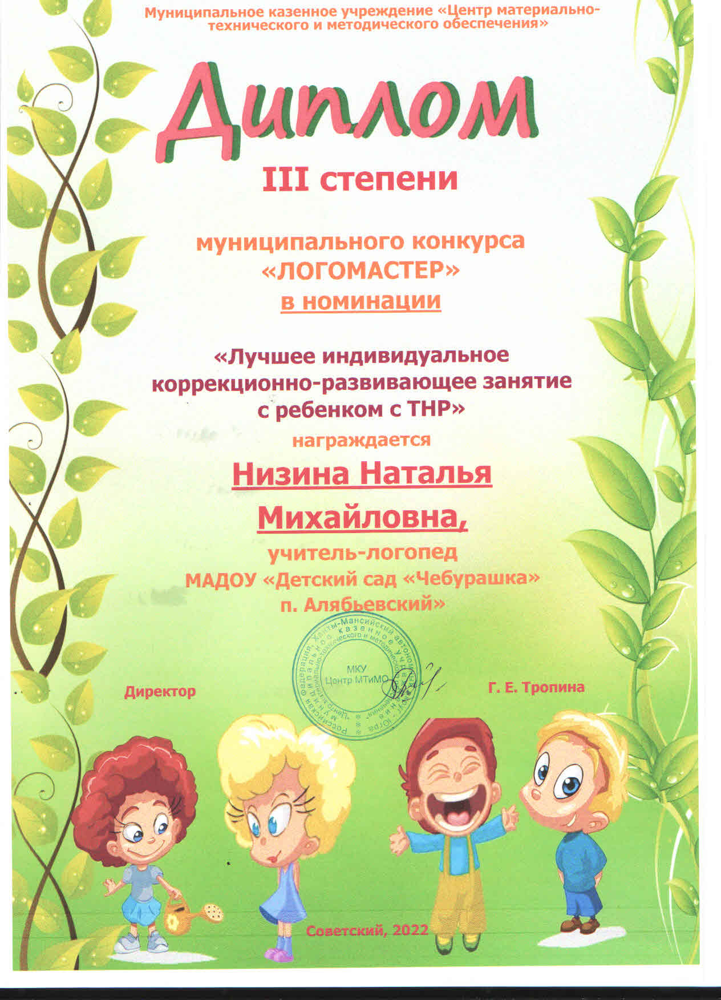 Муниципальное казенное учреждение «Центр материально-
технического и методического обеспечения»
Диплом
III степени
муниципального конкурса
«ЛОГОМАСТЕР»
в номинации
«Лучшее индивидуальное
коррекционно-развивающее занятие
с ребенком с ТНР»
награждается
Низина Наталья
Михайловна,
учитель-логопед
МАДОУ «Детский сад «Чебурашка»
п. Алябьевский»
Российская Федерация, Ханты-Мансийский автономный округ - Югра
Муниципальное казенное учреждение
"Центр материально-технического и методического обеспечения"
МКУ
Центр МТиМО
Директор
Г. Е. Тропина
Советский, 2022